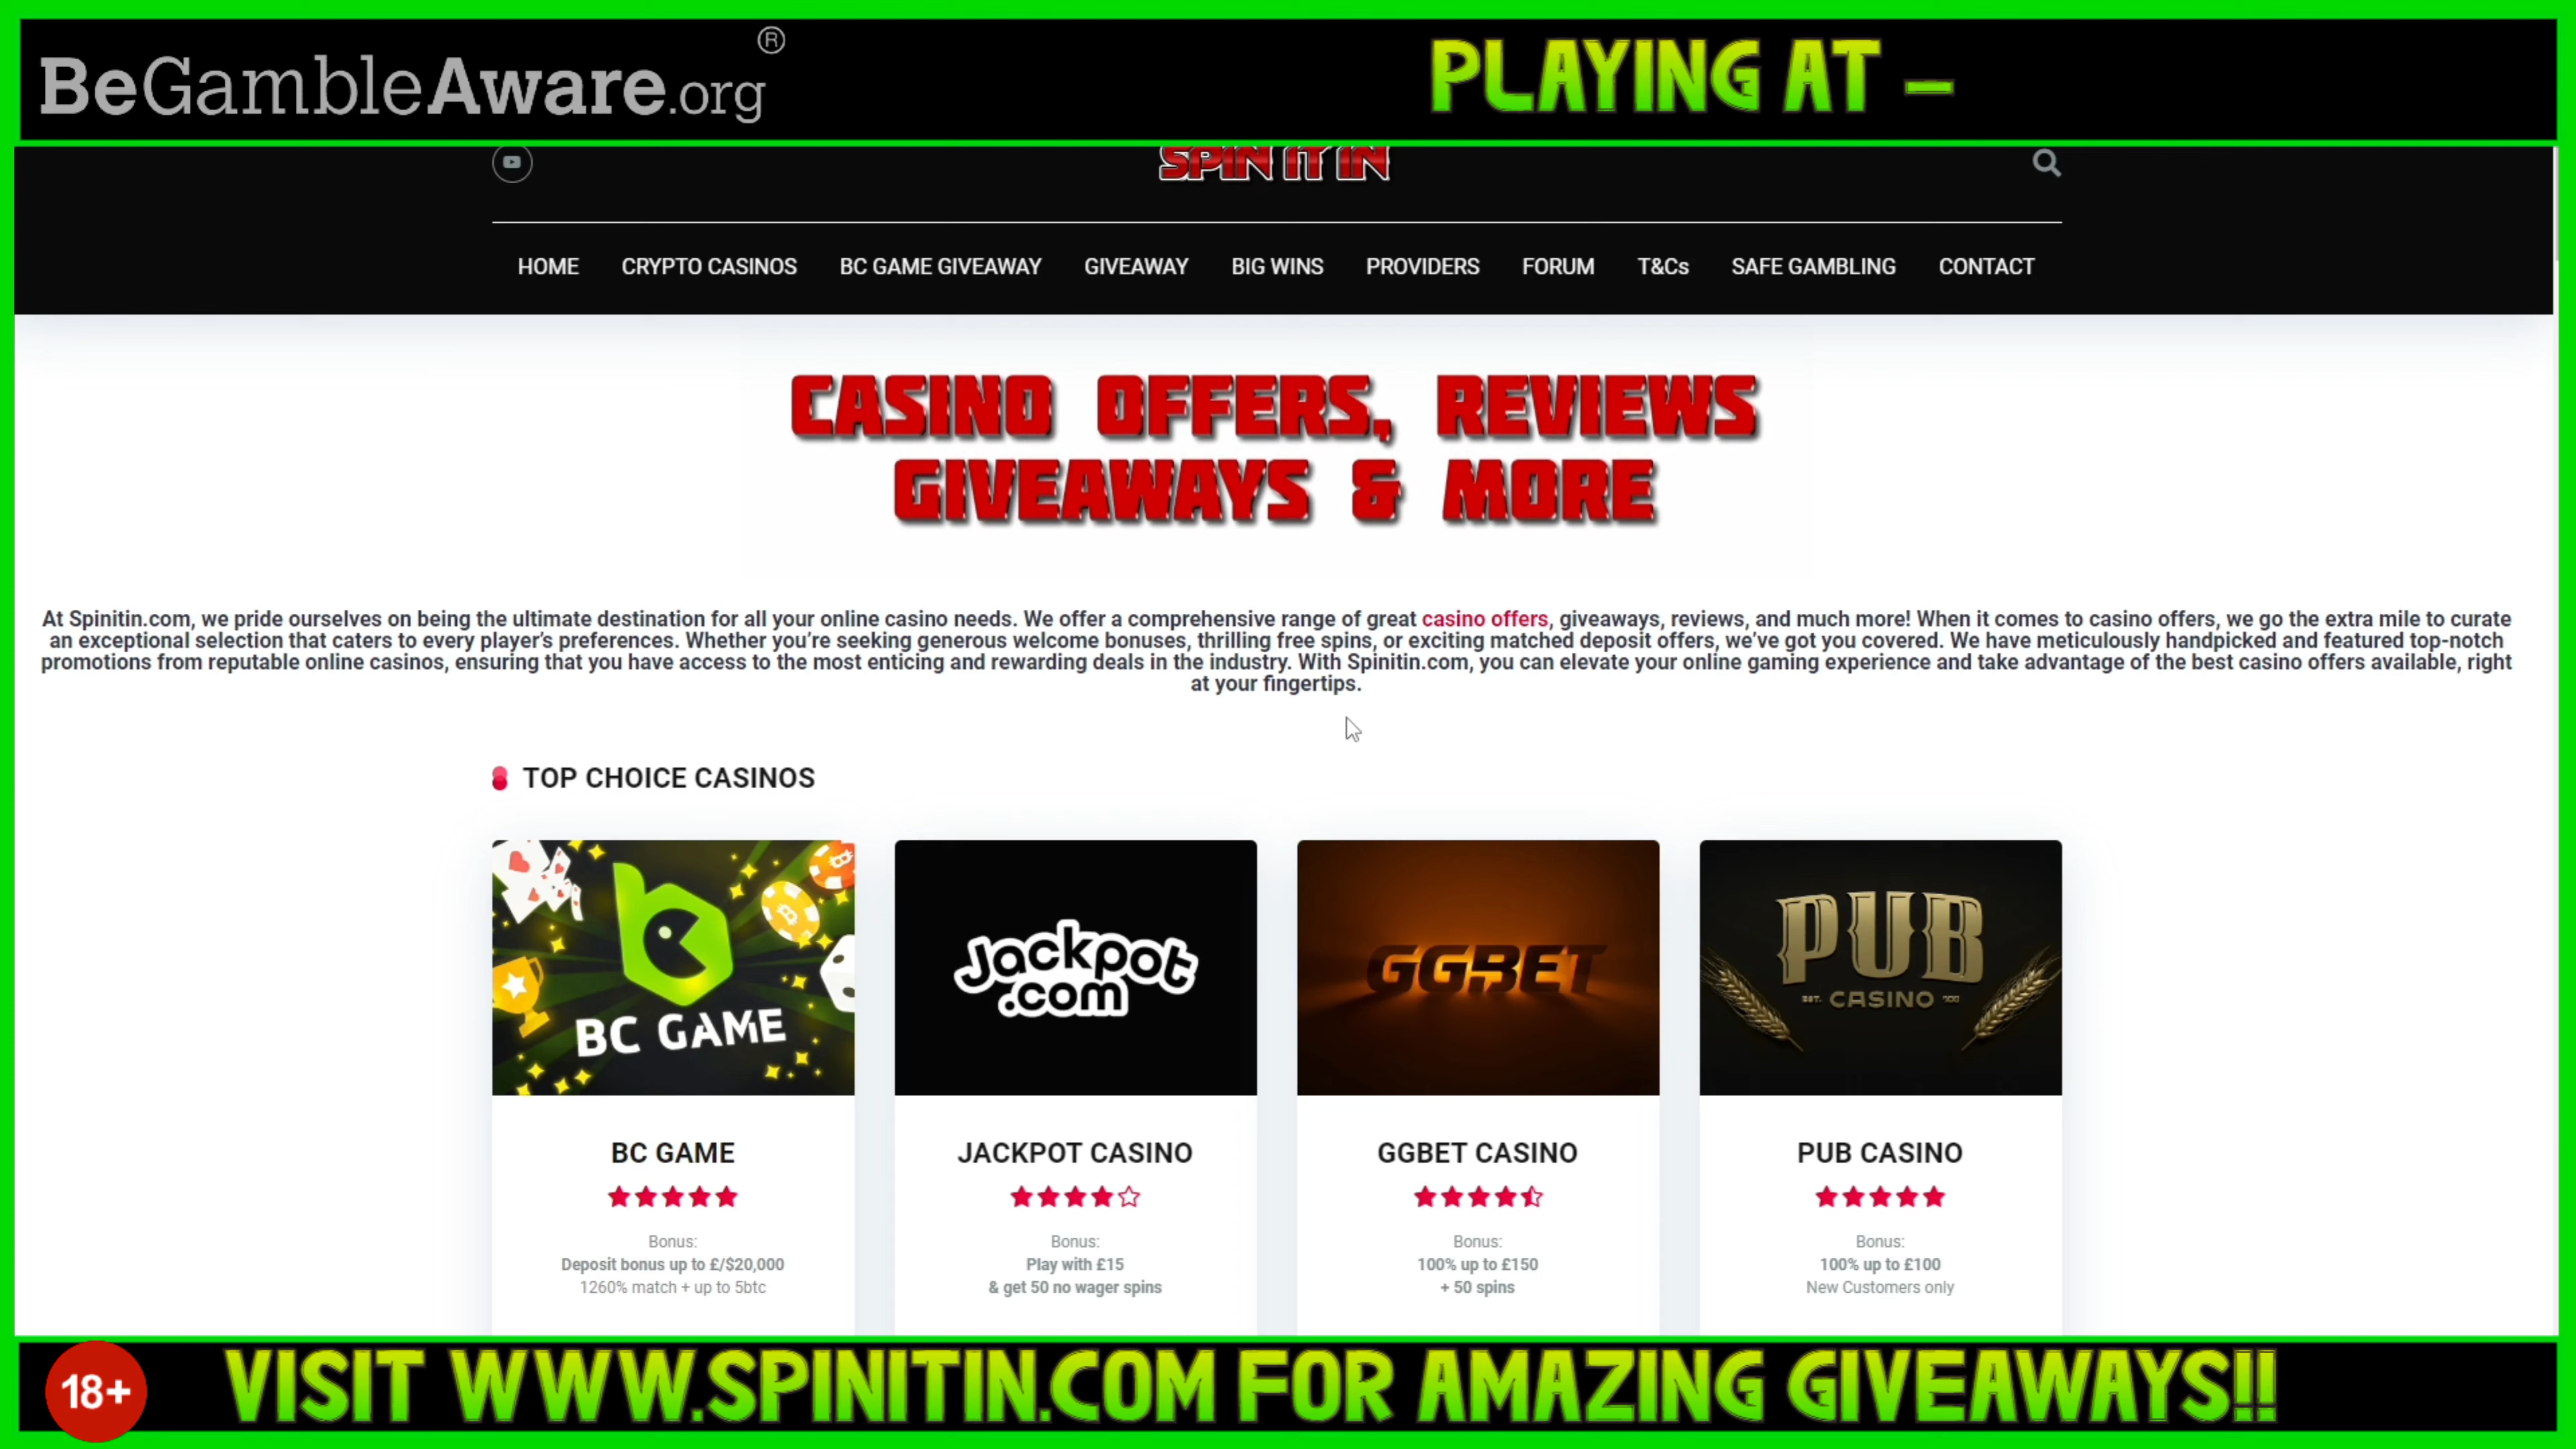 BeGambleAware.org®
PLAYING AT –
SPIN IT IN
HOME CRYPTO CASINOS BC GAME GIVEAWAY GIVEAWAY BIG WINS PROVIDERS FORUM T&Cs SAFE GAMBLING CONTACT
CASINO OFFERS, REVIEWS
GIVEAWAYS & MORE
At Spinitin.com, we pride ourselves on being the ultimate destination for all your online casino needs. We offer a comprehensive range of great casino offers, giveaways, reviews, and much more! When it comes to casino offers, we go the extra mile to curate
an exceptional selection that caters to every player's preferences. Whether you're seeking generous welcome bonuses, thrilling free spins, or exciting matched deposit offers, we've got you covered. We have meticulously handpicked and featured top-notch
promotions from reputable online casinos, ensuring that you have access to the most enticing and rewarding deals in the industry. With Spinitin.com, you can elevate your online gaming experience and take advantage of the best casino offers available, right
at your fingertips.
TOP CHOICE CASINOS
BC GAME
Jackpot
.com
GGBET
PUB
EST. CASINO
BC GAME
Bonus:
Deposit bonus up to £/$20,000
1260% match + up to 5btc
JACKPOT CASINO
Bonus:
Play with £15
& get 50 no wager spins
GGBET CASINO
Bonus:
100% up to £150
+ 50 spins
PUB CASINO
Bonus:
100% up to £100
New Customers only
18+
VISIT WWW.SPINITIN.COM FOR AMAZING GIVEAWAYS!!